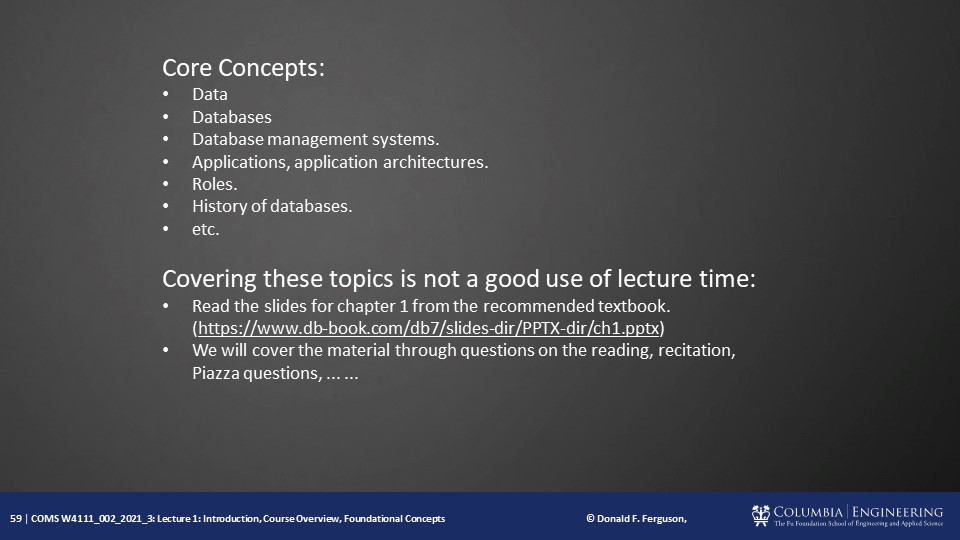 Core Concepts:
• Data
• Databases
• Database management systems.
• Applications, application architectures.
• Roles.
• History of databases.
• etc.
Covering these topics is not a good use of lecture time:
• Read the slides for chapter 1 from the recommended textbook.
(https://www.db-book.com/db7/slides-dir/PPTX-dir/ch1.pptx)
• We will cover the material through questions on the reading, recitation,
Piazza questions, ... ...
59 | COMS W4111_002_2021_3: Lecture 1: Introduction, Course Overview, Foundational Concepts
© Donald F. Ferguson,
COLUMBIA | ENGINEERING
The Fu Foundation School of Engineering and Applied Science